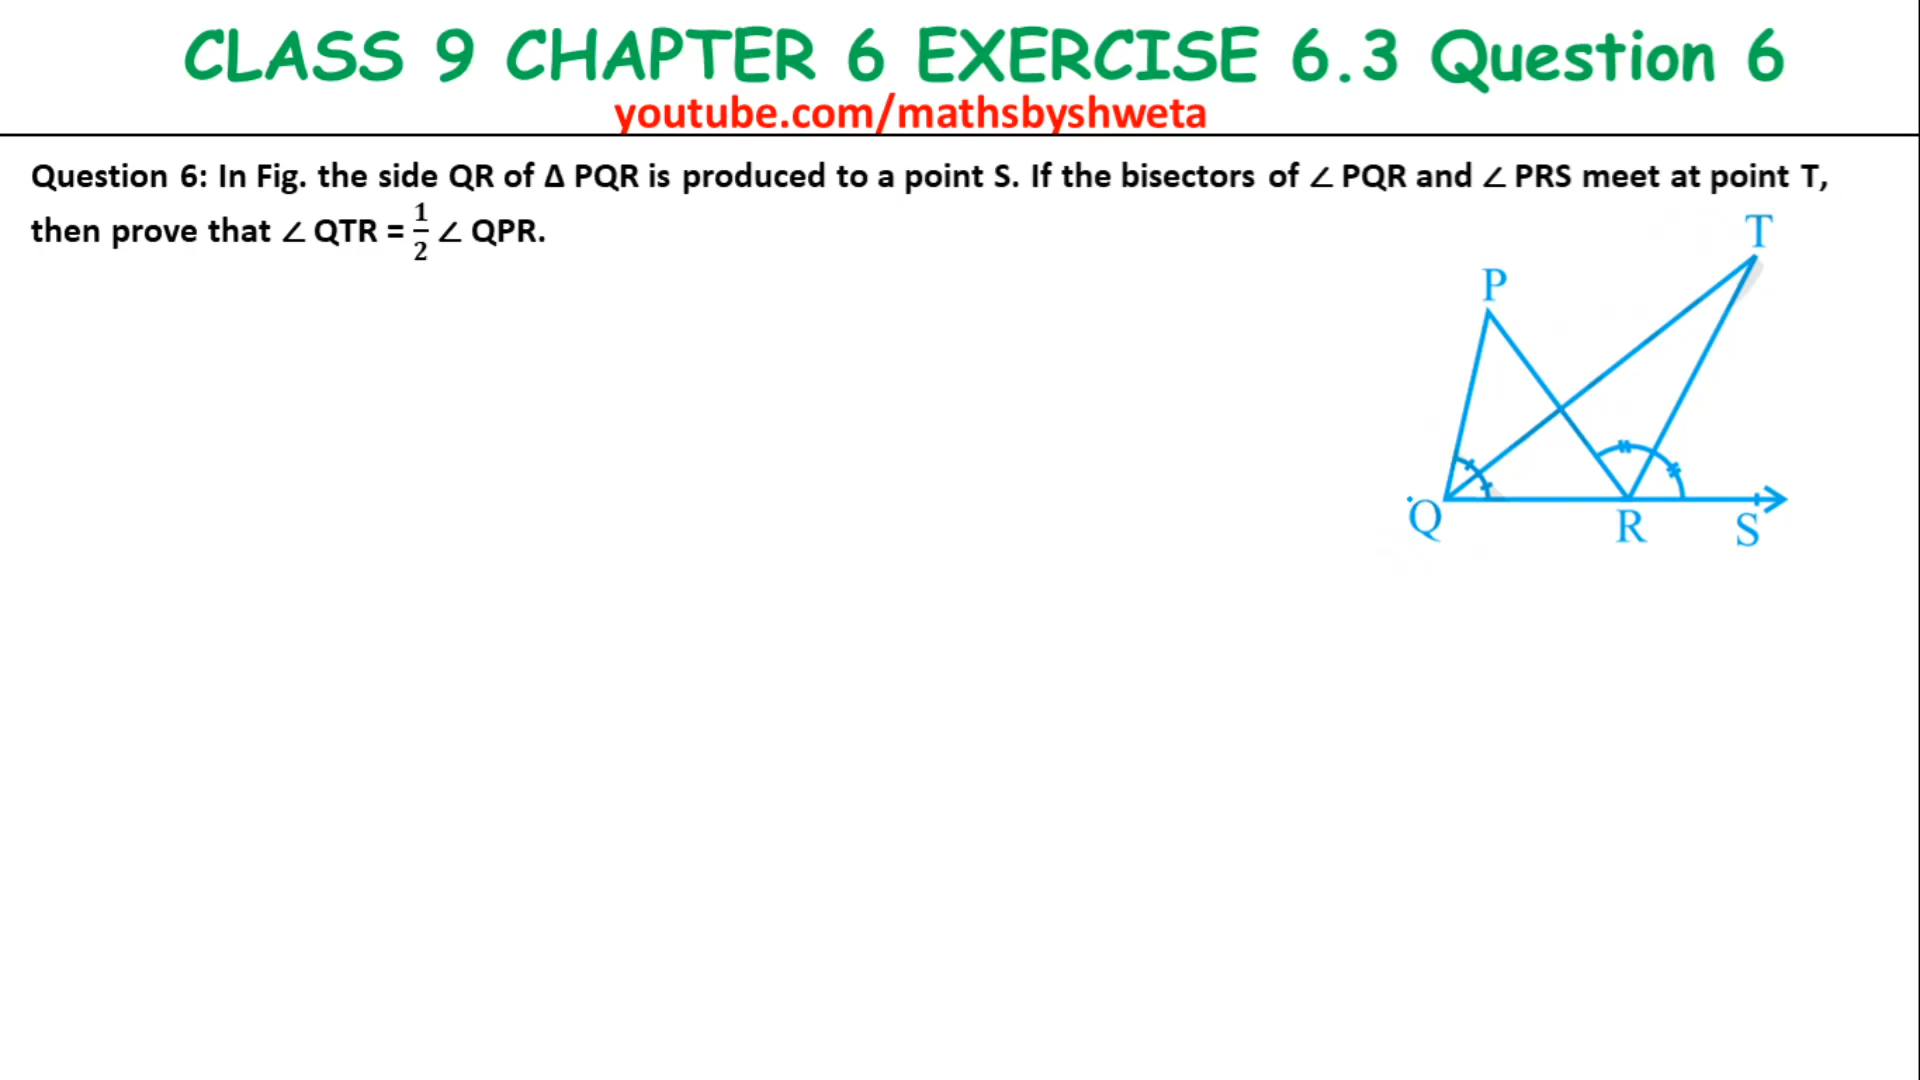 CLASS 9 CHAPTER 6 EXERCISE 6.3 Question 6
youtube.com/mathsbyshweta
Question 6: In Fig. the side QR of Δ PQR is produced to a point S. If the bisectors of ∠ PQR and ∠ PRS meet at point T,
then prove that ∠ QTR = 1/2 ∠ QPR.
T
P
Q
R
S